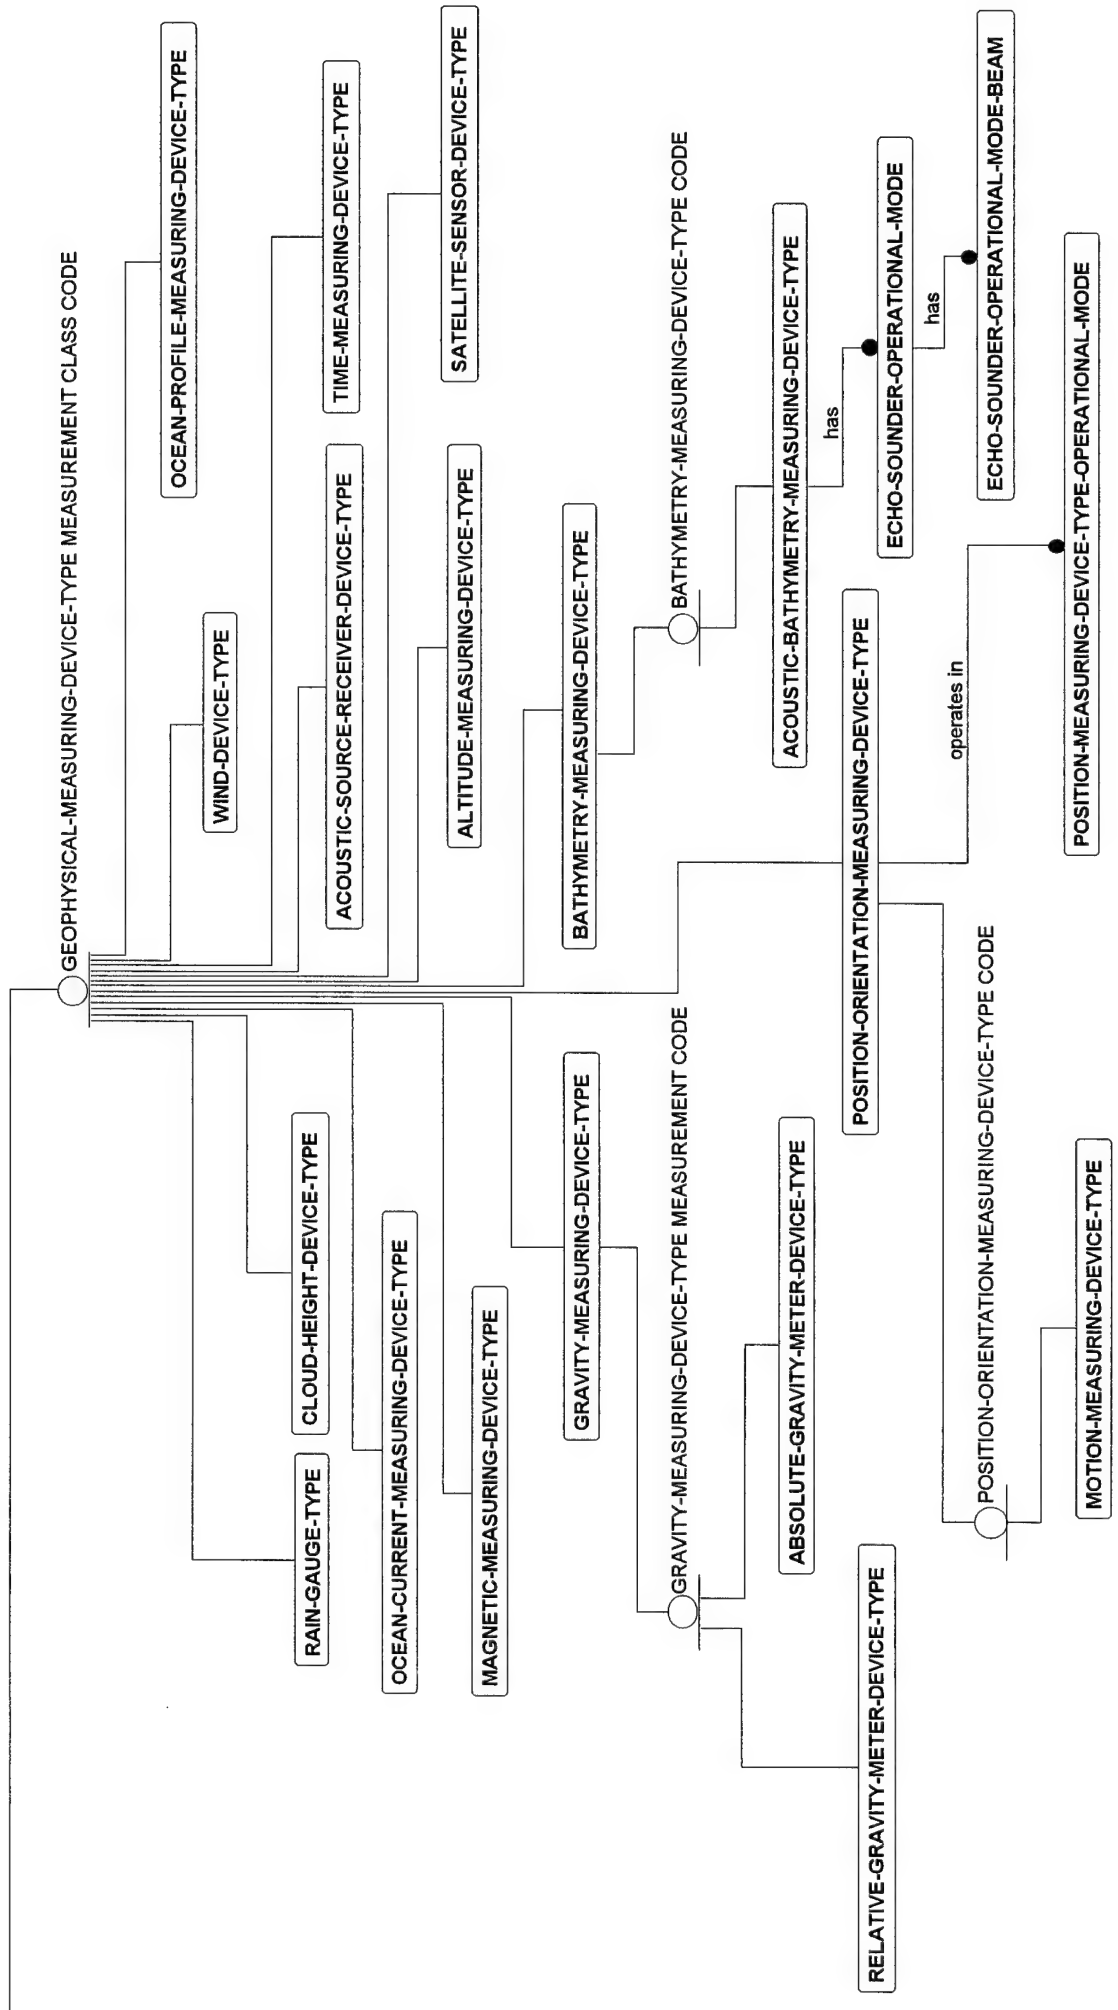 GEOPHYSICAL-MEASURING-DEVICE-TYPE MEASUREMENT CLASS CODE
OCEAN-PROFILE-MEASURING-DEVICE-TYPE
WIND-DEVICE-TYPE
RAIN-GAUGE-TYPE
CLOUD-HEIGHT-DEVICE-TYPE
ACOUSTIC-SOURCE-RECEIVER-DEVICE-TYPE
TIME-MEASURING-DEVICE-TYPE
OCEAN-CURRENT-MEASURING-DEVICE-TYPE
ALTITUDE-MEASURING-DEVICE-TYPE
SATELLITE-SENSOR-DEVICE-TYPE
MAGNETIC-MEASURING-DEVICE-TYPE
GRAVITY-MEASURING-DEVICE-TYPE
BATHYMETRY-MEASURING-DEVICE-TYPE
GRAVITY-MEASURING-DEVICE-TYPE MEASUREMENT CODE
BATHYMETRY-MEASURING-DEVICE-TYPE CODE
ABSOLUTE-GRAVITY-METER-DEVICE-TYPE
ACOUSTIC-BATHYMETRY-MEASURING-DEVICE-TYPE
has
RELATIVE-GRAVITY-METER-DEVICE-TYPE
POSITION-ORIENTATION-MEASURING-DEVICE-TYPE
ECHO-SOUNDER-OPERATIONAL-MODE
has
operates in
POSITION-ORIENTATION-MEASURING-DEVICE-TYPE CODE
ECHO-SOUNDER-OPERATIONAL-MODE-BEAM
MOTION-MEASURING-DEVICE-TYPE
POSITION-MEASURING-DEVICE-TYPE-OPERATIONAL-MODE